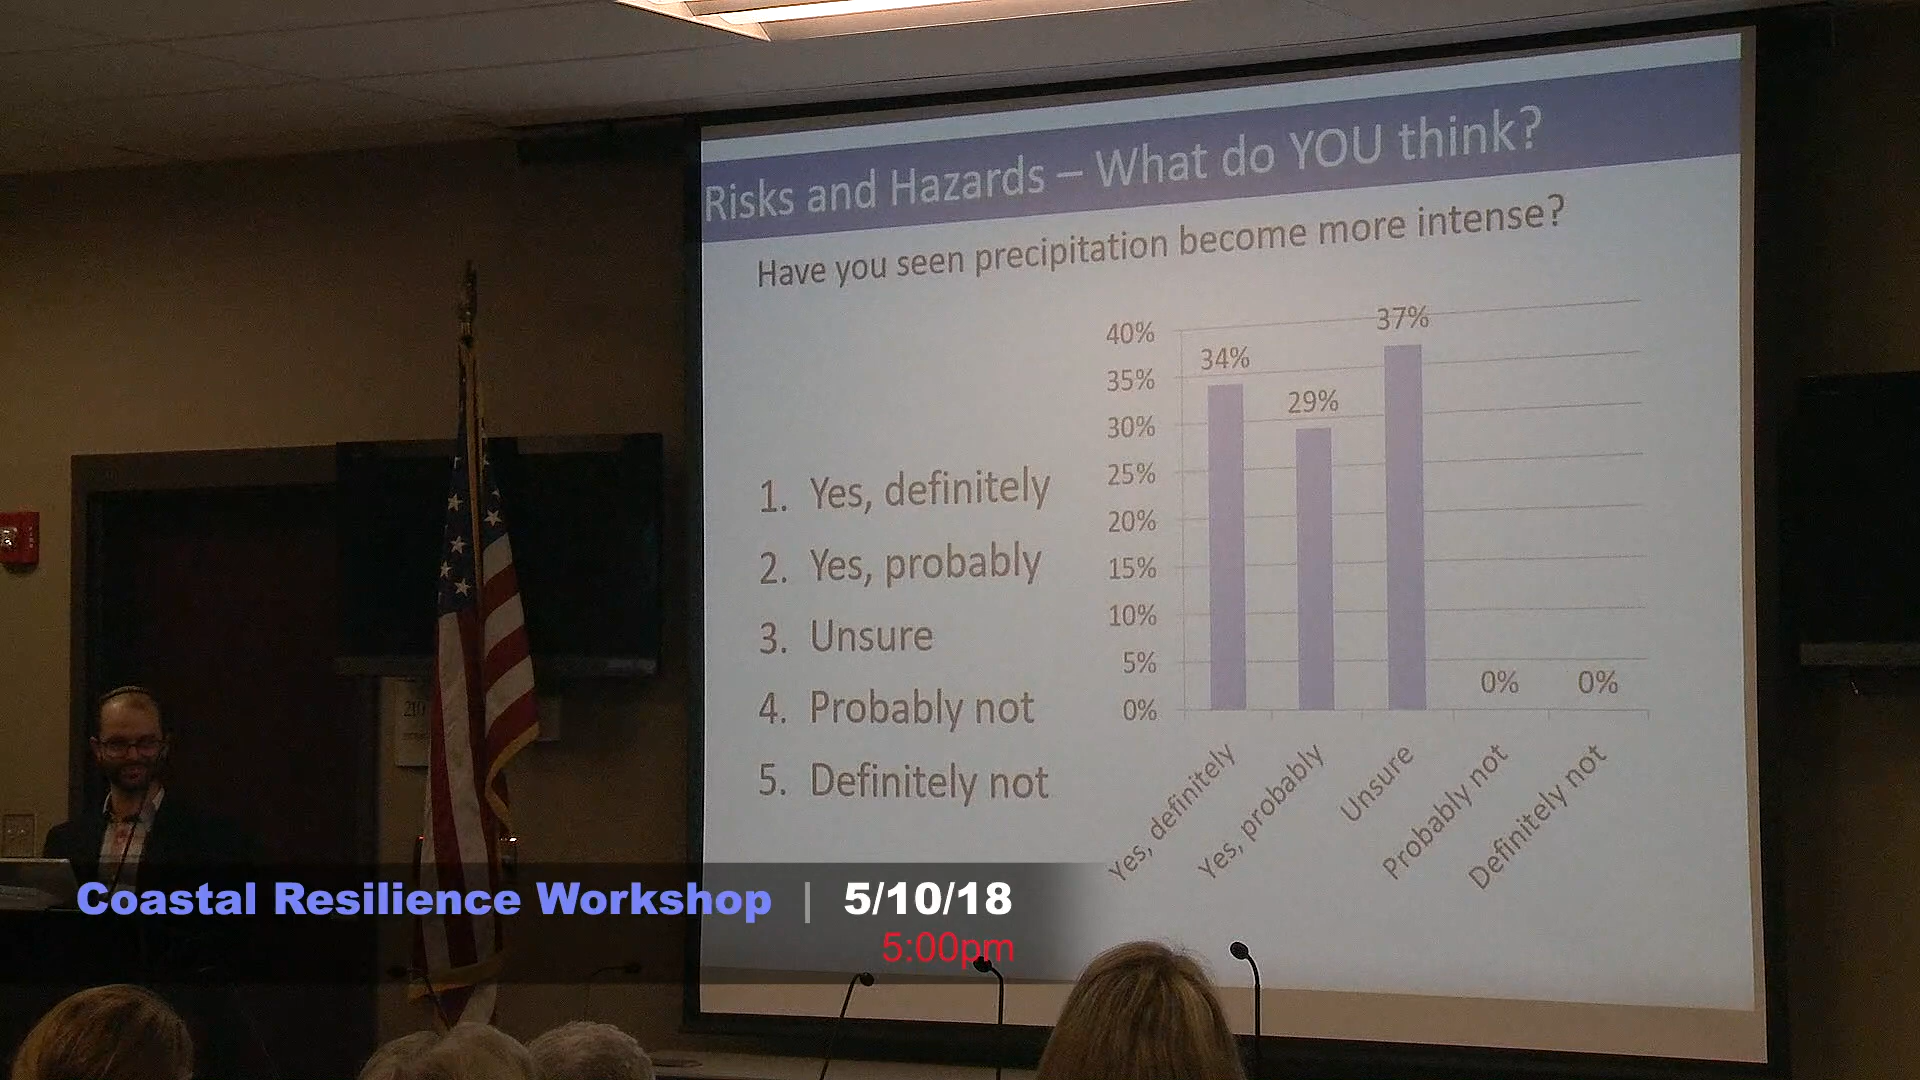 Risks and Hazards – What do YOU think?
Have you seen precipitation become more intense?
1. Yes, definitely
2. Yes, probably
3. Unsure
4. Probably not
5. Definitely not
40%
35%
30%
25%
20%
15%
10%
5%
0%
34%
29%
37%
0%
0%
Yes, definitely
Yes, probably
Unsure
Probably not
Definitely not
210
Coastal Resilience Workshop | 5/10/18
5:00pm